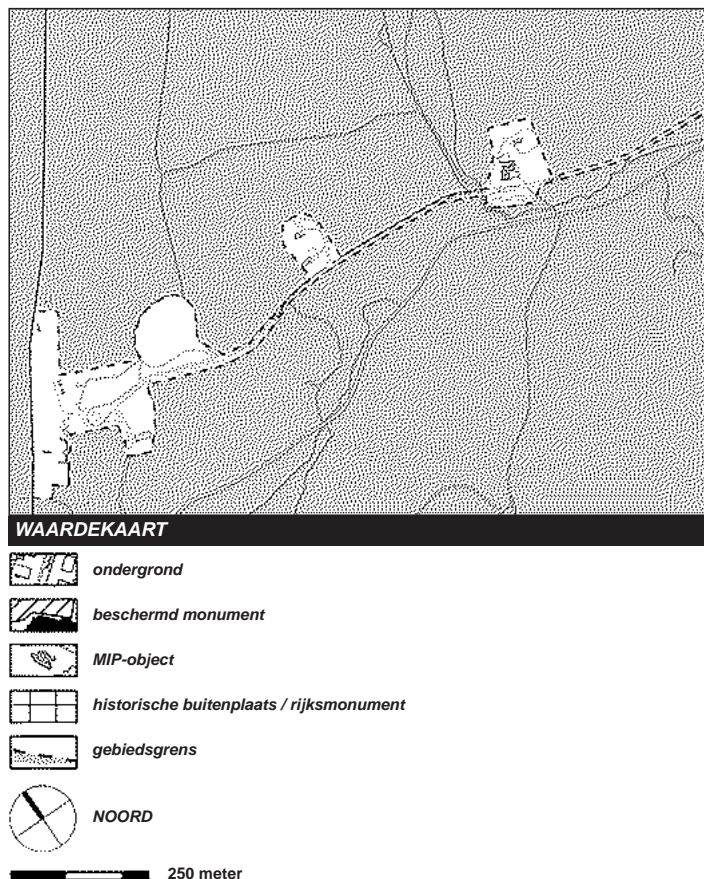 WAARDEKAART
ondergrond
beschermd monument
MIP-object
historische buitenplaats / rijksmonument
gebiedsgrens
NOORD
250 meter